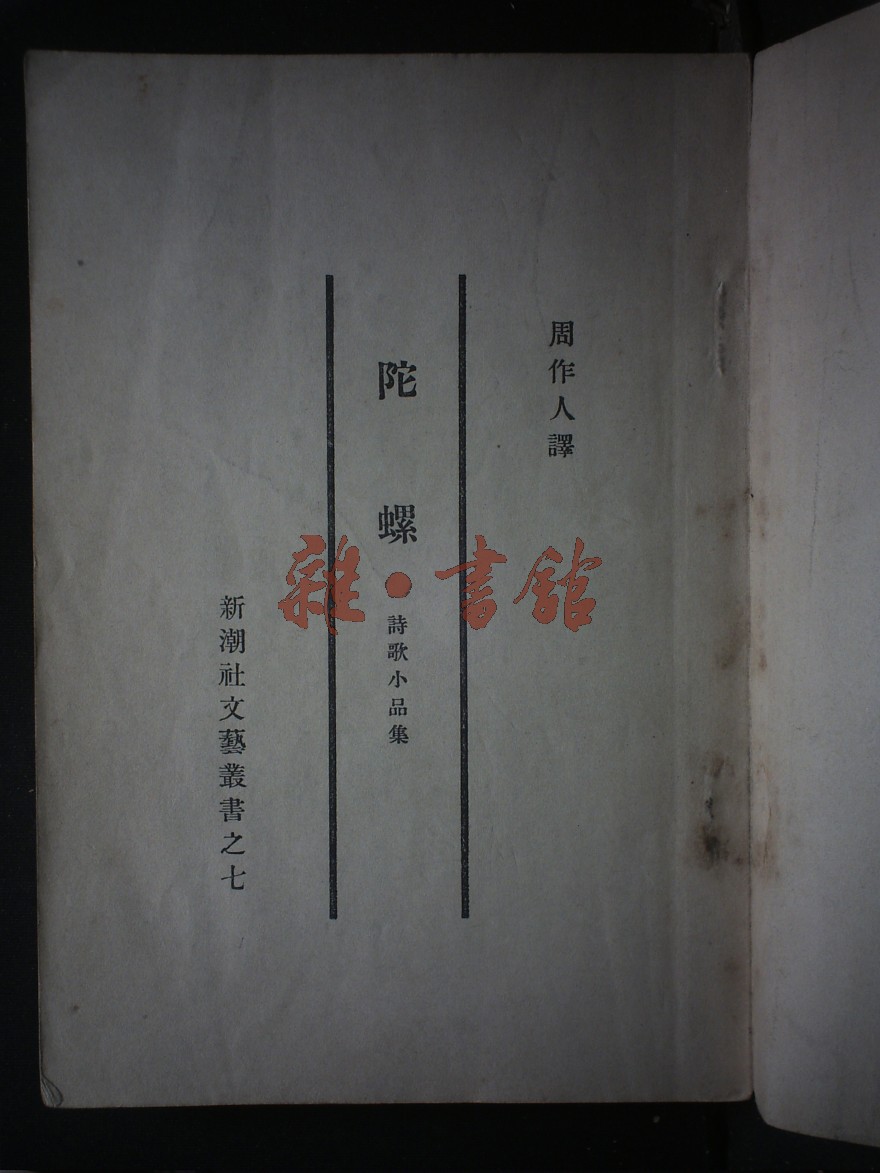 周作人譯
陀螺
詩歌小品集
新潮社文藝叢書之七
雜·書館